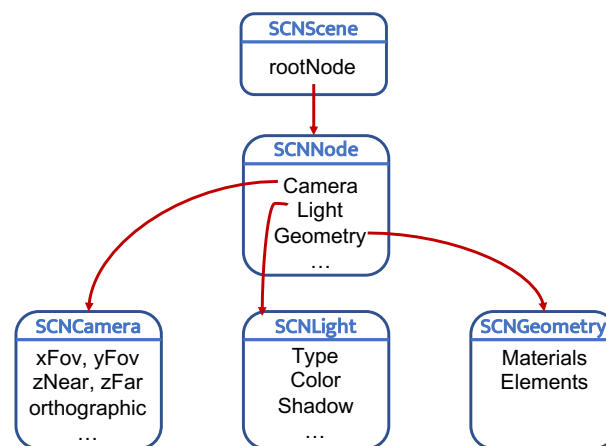 SCNScene
rootNode
SCNNode
Camera
Light
Geometry
...
SCNCamera
xFov, yFov
zNear, zFar
orthographic
...
SCNLight
Type
Color
Shadow
...
SCNGeometry
Materials
Elements